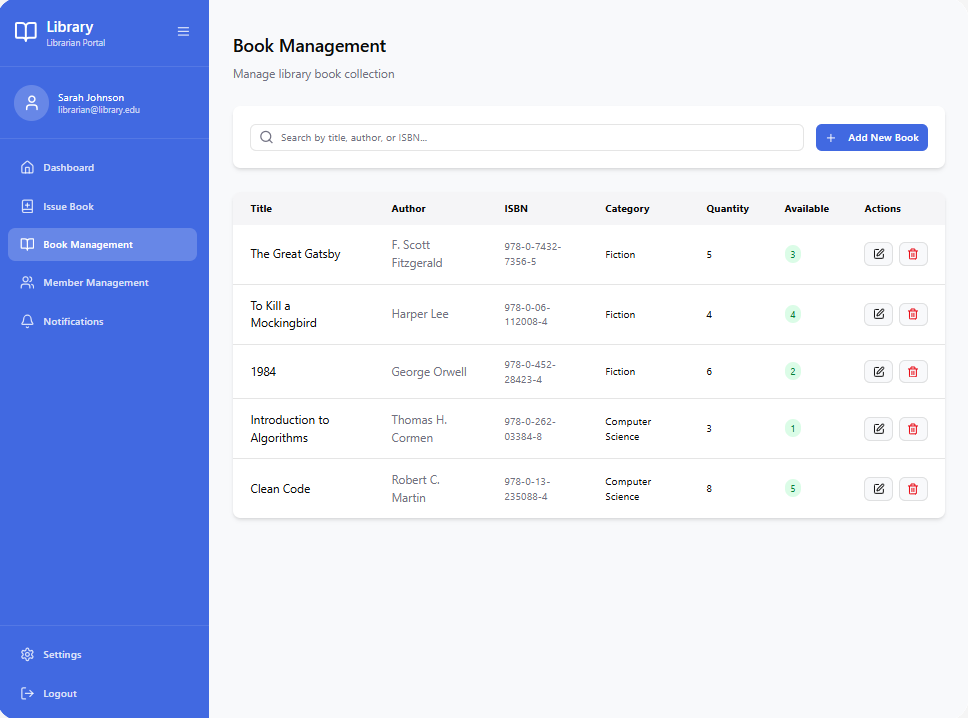 Library
Librarian Portal
Sarah Johnson
librarian@library.edu
Dashboard
Issue Book
Book Management
Member Management
Notifications
Settings
Logout
Book Management
Manage library book collection
Search by title, author, or ISBN...
+ Add New Book
Title Author ISBN Category Quantity Available Actions
The Great Gatsby
F. Scott
Fitzgerald
978-0-7432-
7356-5
Fiction
5
3
To Kill a
Mockingbird
Harper Lee
978-0-06-
112008-4
Fiction
4
4
1984
George Orwell
978-0-452-
28423-4
Fiction
6
2
Introduction to
Algorithms
Thomas H.
Cormen
978-0-262-
03384-8
Computer
Science
3
1
Clean Code
Robert C.
Martin
978-0-13-
235088-4
Computer
Science
8
5